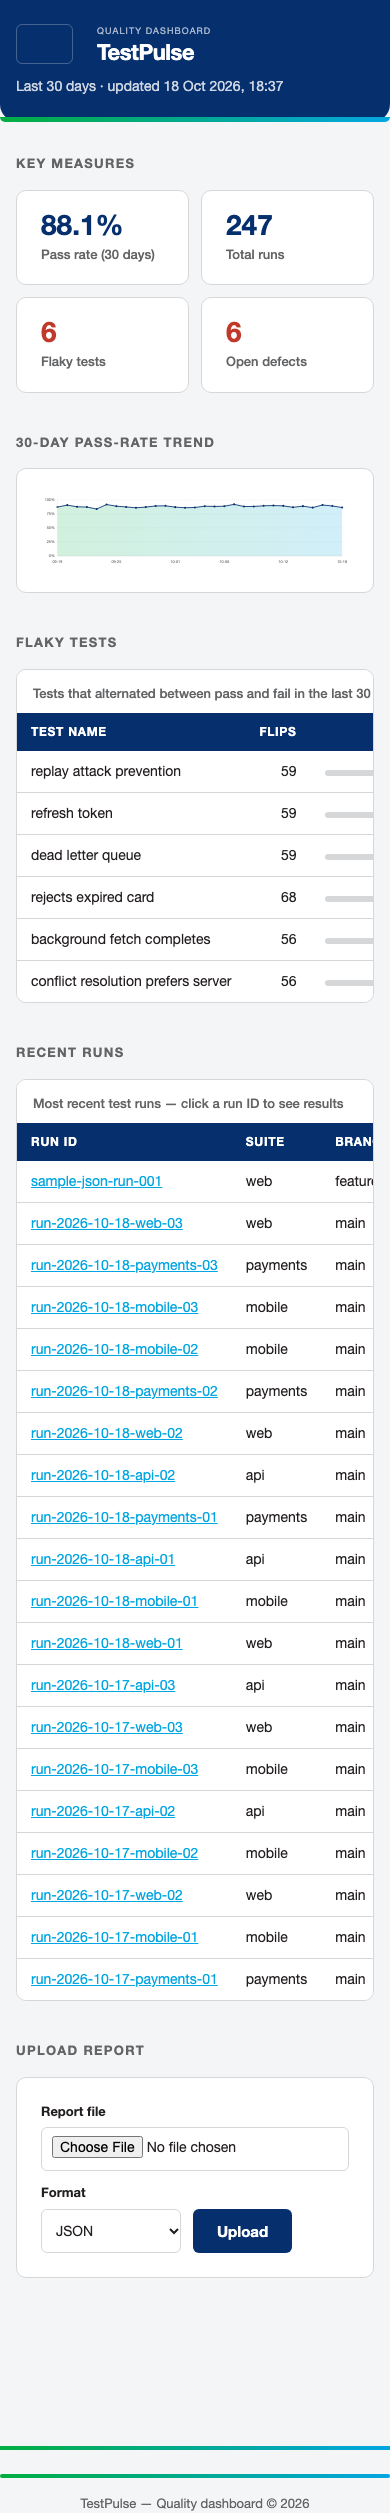 QUALITY DASHBOARD
TestPulse
Last 30 days · updated 18 Oct 2026, 18:37
KEY MEASURES
88.1%
Pass rate (30 days)
247
Total runs
6
Flaky tests
6
Open defects
30-DAY PASS-RATE TREND
100%
75%
50%
25%
0%
FLAKY TESTS
Tests that alternated between pass and fail in the last 30
TEST NAME FLIPS
replay attack prevention 59
refresh token 59
dead letter queue 59
rejects expired card 68
background fetch completes 56
conflict resolution prefers server 56
RECENT RUNS
Most recent test runs — click a run ID to see results
RUN ID SUITE BRAN
sample-json-run-001 web feature
run-2026-10-18-web-03 web main
run-2026-10-18-payments-03 payments main
run-2026-10-18-mobile-03 mobile main
run-2026-10-18-mobile-02 mobile main
run-2026-10-18-payments-02 payments main
run-2026-10-18-web-02 web main
run-2026-10-18-api-02 api main
run-2026-10-18-payments-01 payments main
run-2026-10-18-api-01 api main
run-2026-10-18-mobile-01 mobile main
run-2026-10-18-web-01 web main
run-2026-10-17-api-03 api main
run-2026-10-17-web-03 web main
run-2026-10-17-mobile-03 mobile main
run-2026-10-17-api-02 api main
run-2026-10-17-mobile-02 mobile main
run-2026-10-17-web-02 web main
run-2026-10-17-mobile-01 mobile main
run-2026-10-17-payments-01 payments main
UPLOAD REPORT
Report file
Choose File No file chosen
Format
JSON Upload
TestPulse — Quality dashboard © 2026